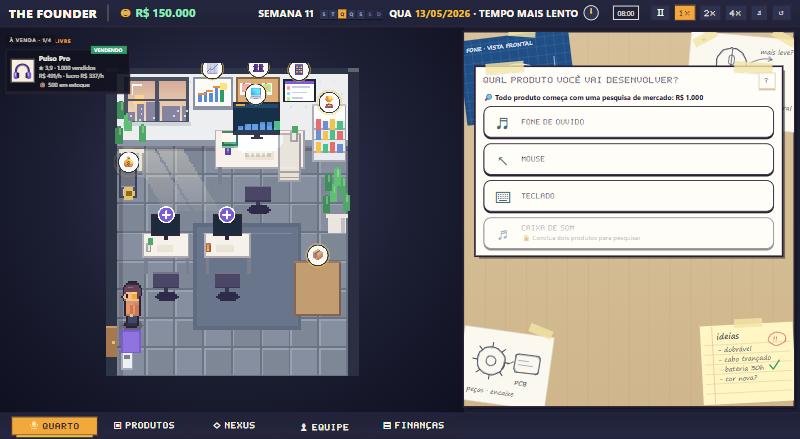 THE FOUNDER
R$ 150.000
SEMANA 11
S T Q Q S S D
QUA 13/05/2026 · TEMPO MAIS LENTO
08:00
1×
2×
4×
À VENDA · 1/4 LIVRE
VENDENDO
Pulso Pro
3,9 · 1.000 vendidos
R$ 491/h · lucro R$ 337/h
500 em estoque
FONE · VISTA FRONTAL
mais leve?
QUAL PRODUTO VOCÊ VAI DESENVOLVER?
?
Todo produto começa com uma pesquisa de mercado: R$ 1.000
FONE DE OUVIDO
MOUSE
TECLADO
CAIXA DE SOM
Conclua dois produtos para pesquisar
PCB
peças · encaixe
ideias
!!
- dobrável
- cabo trançado
- bateria 30h
- cor nova?
QUARTO
PRODUTOS
NEXUS
EQUIPE
FINANÇAS